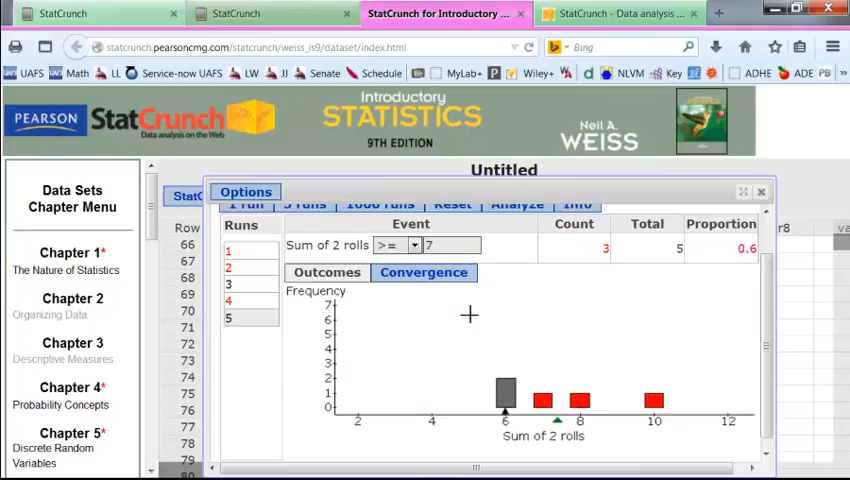 StatCrunch
StatCrunch
StatCrunch for Introductory ...
StatCrunch - Data analysis ...
statcrunch.pearsoncmg.com/statcrunch/weiss_is9/dataset/index.html
Bing
UAFS Math LL Service-now UAFS LW JJ Senate Schedule MyLab+ Wiley+ NLVM Key ADHE ADE PB
PEARSON
StatCrunch
Data analysis on the Web
Introductory
STATISTICS
9TH EDITION
Neil A.
WEISS
Untitled
Data Sets
Chapter Menu
Chapter 1*
The Nature of Statistics
Chapter 2
Organizing Data
Chapter 3
Descriptive Measures
Chapter 4*
Probability Concepts
Chapter 5*
Discrete Random
Variables
StatC
Row
66
67
68
69
70
71
72
73
74
75
76
77
78
79
80
Options
1 run 5 runs 1000 runs Reset Analyze Info
Runs Event Count Total Proportion
1
2
3
4
5
Sum of 2 rolls >= 7 3 5 0.6
Outcomes Convergence
Frequency
7
6
5
4
3
2
1
0
2 4 6 8 10 12
Sum of 2 rolls